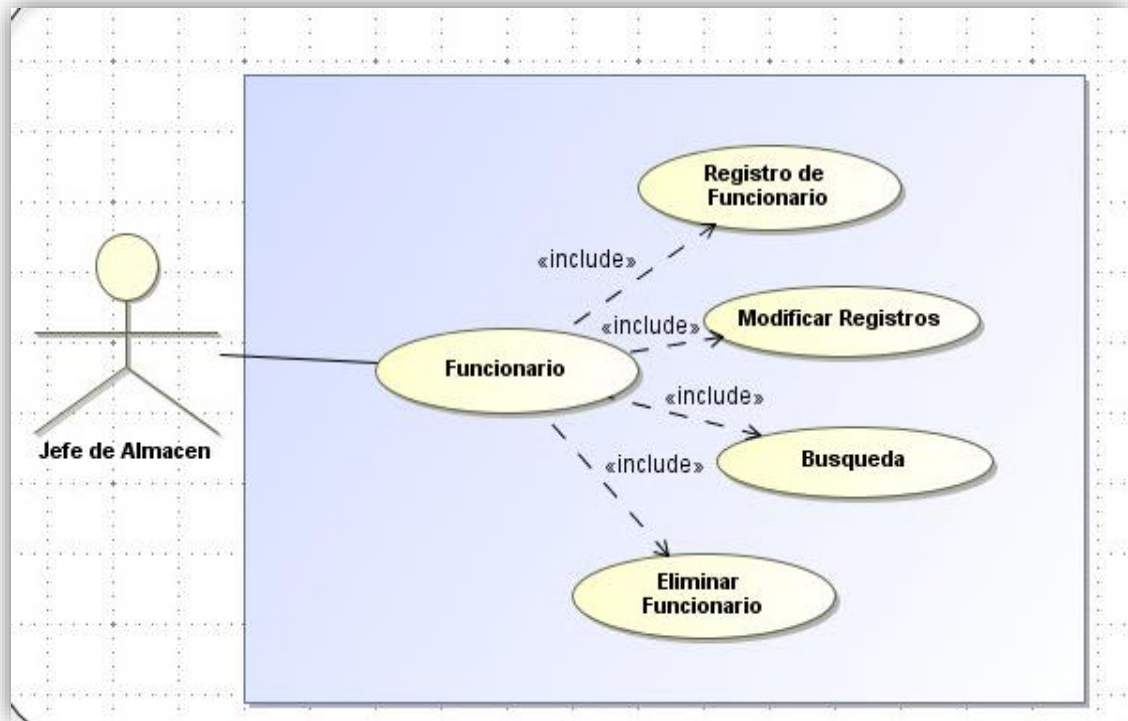 Registro de
Funcionario
«include»
«include»
Modificar Registros
Funcionario
«include»
Jefe de Almacen
«include»
Busqueda
Eliminar
Funcionario